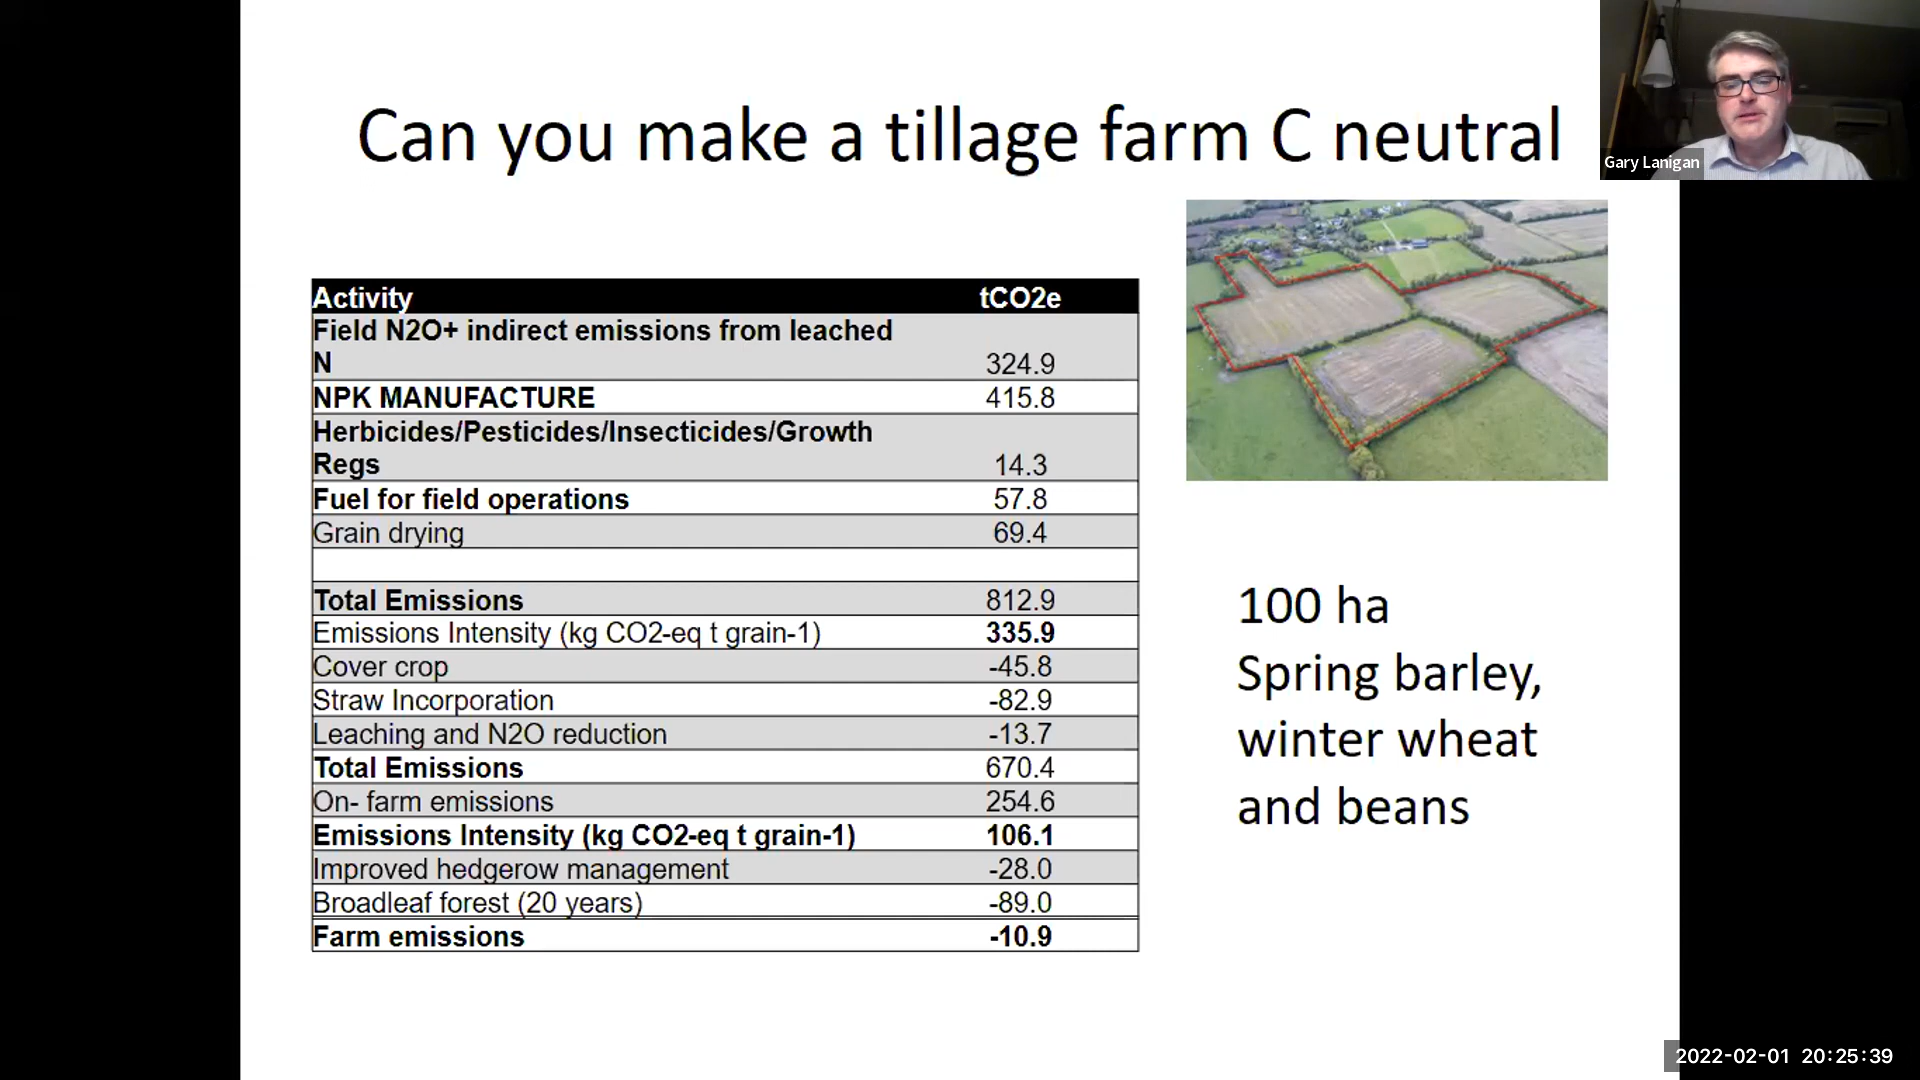 Can you make a tillage farm C neutral
Gary Lanigan
Activity tCO2e
Field N2O+ indirect emissions from leached
N 324.9
NPK MANUFACTURE 415.8
Herbicides/Pesticides/Insecticides/Growth
Regs 14.3
Fuel for field operations 57.8
Grain drying 69.4
Total Emissions 812.9
Emissions Intensity (kg CO2-eq t grain-1) 335.9
Cover crop -45.8
Straw Incorporation -82.9
Leaching and N2O reduction -13.7
Total Emissions 670.4
On- farm emissions 254.6
Emissions Intensity (kg CO2-eq t grain-1) 106.1
Improved hedgerow management -28.0
Broadleaf forest (20 years) -89.0
Farm emissions -10.9
100 ha
Spring barley,
winter wheat
and beans
2022-02-01 20:25:39